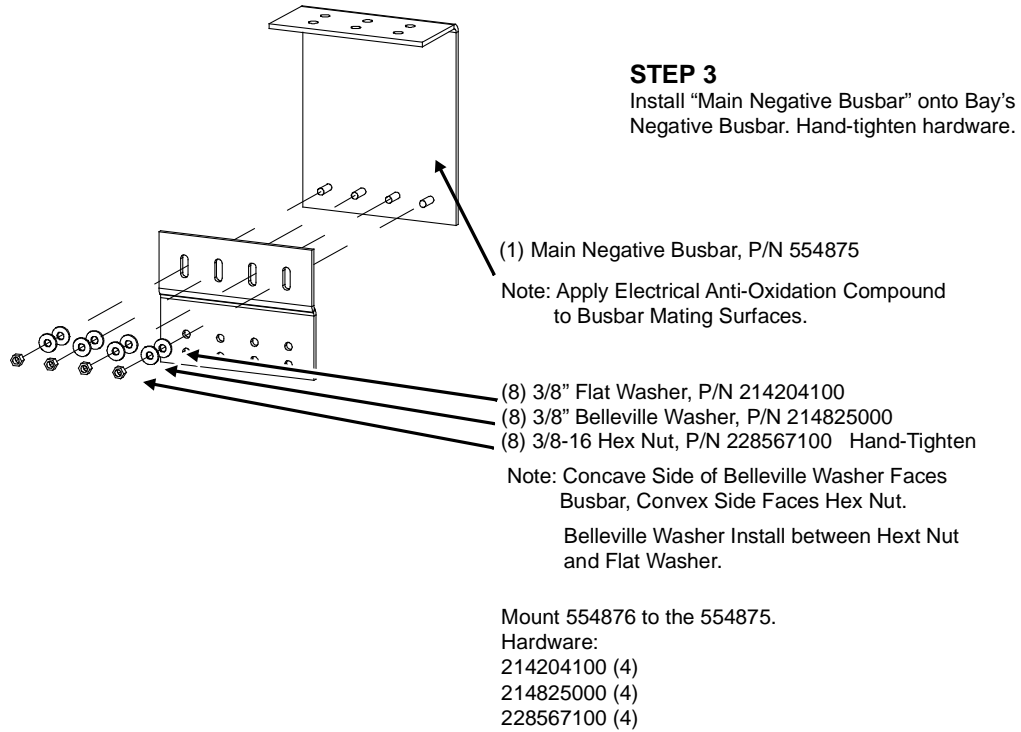 STEP 3
Install “Main Negative Busbar” onto Bay’s
Negative Busbar. Hand-tighten hardware.
(1) Main Negative Busbar, P/N 554875
Note: Apply Electrical Anti-Oxidation Compound
to Busbar Mating Surfaces.
(8) 3/8” Flat Washer, P/N 214204100
(8) 3/8” Belleville Washer, P/N 214825000
(8) 3/8-16 Hex Nut, P/N 228567100 Hand-Tighten
Note: Concave Side of Belleville Washer Faces
Busbar, Convex Side Faces Hex Nut.
Belleville Washer Install between Hext Nut
and Flat Washer.
Mount 554876 to the 554875.
Hardware:
214204100 (4)
214825000 (4)
228567100 (4)